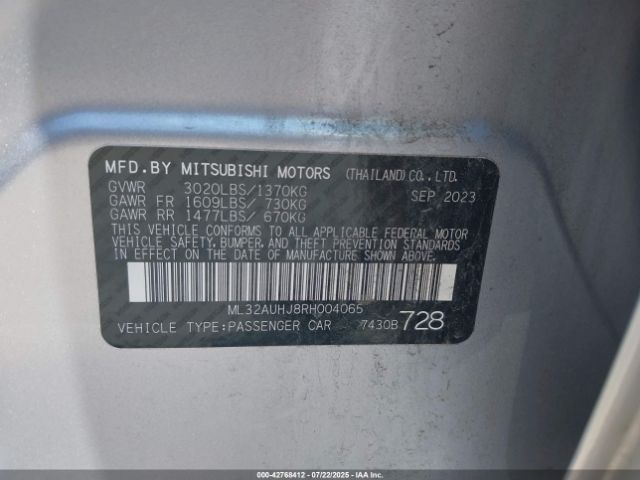 MFD.BY MITSUBISHI MOTORS (THAILAND)CO.,LTD.
GVWR 3020LBS/1370KG SEP 2023
GAWR FR 1609LBS/ 730KG
GAWR RR 1477LBS/ 670KG
THIS VEHICLE CONFORMS TO ALL APPLICABLE FEDERAL MOTOR
VEHICLE SAFETY, BUMPER, AND THEFT PREVENTION STANDARDS
IN EFFECT ON THE DATE OF MANUFACTURE SHOWN ABOVE.
ML32AUHJ8RH004065
VEHICLE TYPE:PASSENGER CAR 7430B 728
000-42768412 - 07/22/2025 - IAAI - Copyright IAA, Inc.